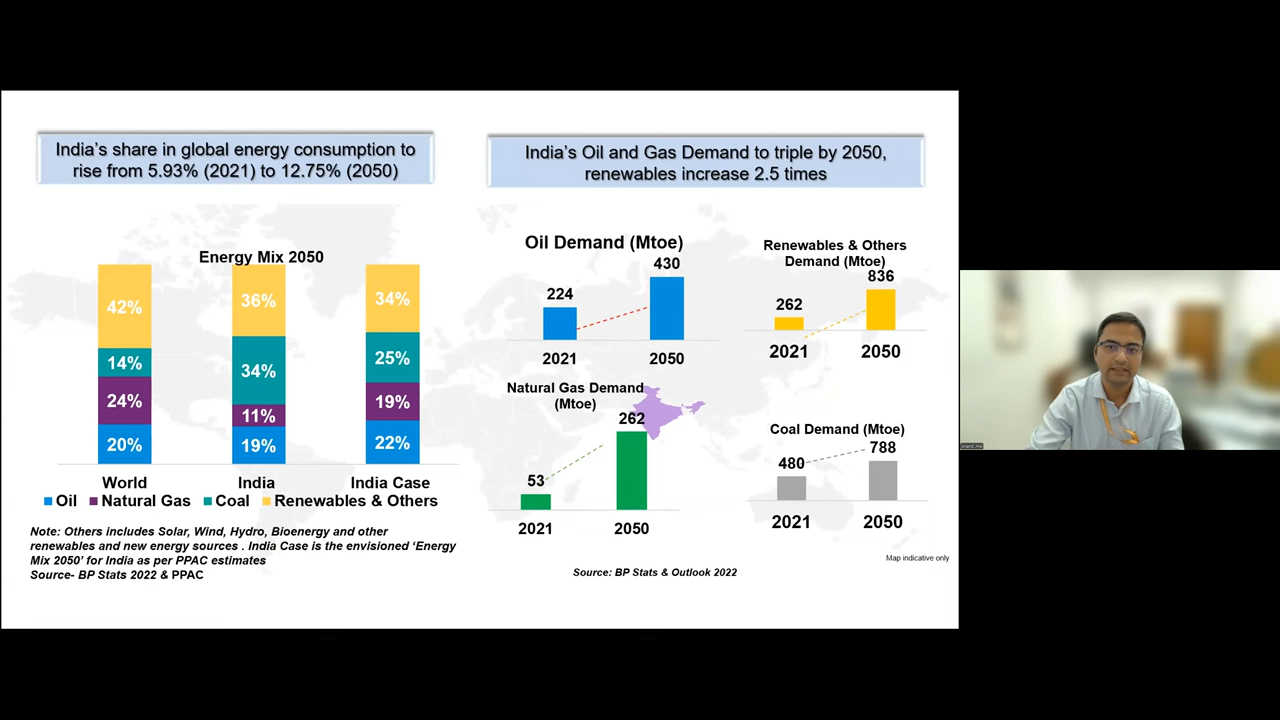 India's share in global energy consumption to
rise from 5.93% (2021) to 12.75% (2050)
India's Oil and Gas Demand to triple by 2050,
renewables increase 2.5 times
Energy Mix 2050
42%
14%
24%
20%
36%
34%
11%
19%
34%
25%
19%
22%
World
India
India Case
Oil
Natural Gas
Coal
Renewables & Others
Note: Others includes Solar, Wind, Hydro, Bioenergy and other
renewables and new energy sources . India Case is the envisioned 'Energy
Mix 2050' for India as per PPAC estimates
Source- BP Stats 2022 & PPAC
Oil Demand (Mtoe)
224
430
2021
2050
Renewables & Others
Demand (Mtoe)
262
836
2021
2050
Natural Gas Demand
(Mtoe)
53
262
2021
2050
Coal Demand (Mtoe)
480
788
2021
2050
Map indicative only
Source: BP Stats & Outlook 2022